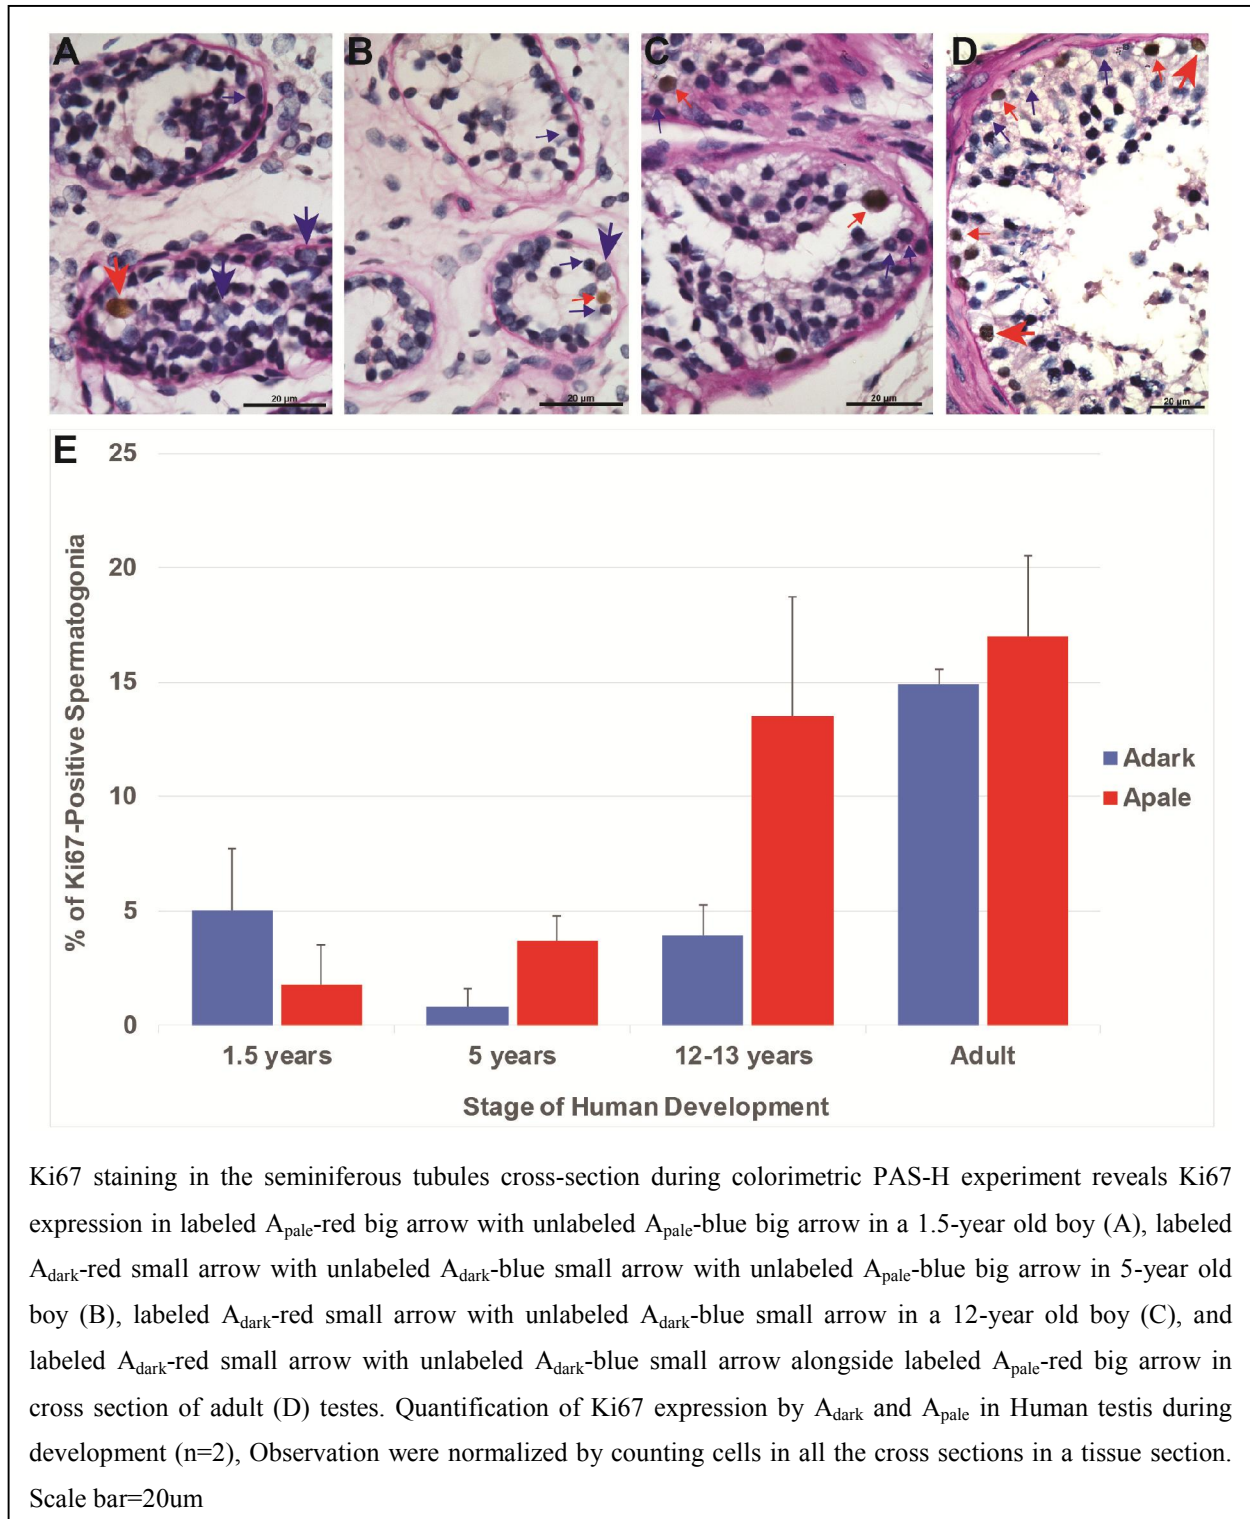 A
B
C
D
20 µm
20 µm
20 µm
20 µm
E
25
20
15
10
5
0
% of Ki67-Positive Spermatogonia
Adark
Apale
1.5 years
5 years
12-13 years
Adult
Stage of Human Development
Ki67 staining in the seminiferous tubules cross-section during colorimetric PAS-H experiment reveals Ki67
expression in labeled Apale-red big arrow with unlabeled Apale-blue big arrow in a 1.5-year old boy (A), labeled
Adark-red small arrow with unlabeled Adark-blue small arrow with unlabeled Apale-blue big arrow in 5-year old
boy (B), labeled Adark-red small arrow with unlabeled Adark-blue small arrow in a 12-year old boy (C), and
labeled Adark-red small arrow with unlabeled Adark-blue small arrow alongside labeled Apale-red big arrow in
cross section of adult (D) testes. Quantification of Ki67 expression by Adark and Apale in Human testis during
development (n=2), Observation were normalized by counting cells in all the cross sections in a tissue section.
Scale bar=20um